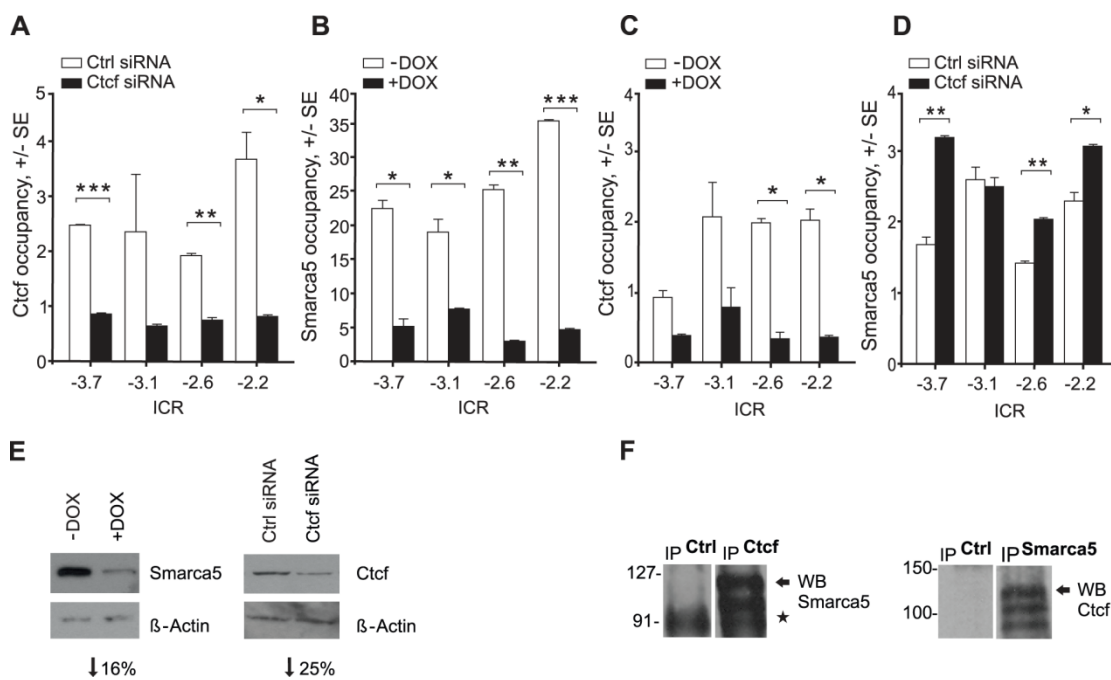 A
Ctrl siRNA
Ctcf siRNA
Ctcf occupancy, +/- SE
5
4
3
2
1
0
***
**
*
-3.7
-3.1
-2.6
-2.2
ICR
B
-DOX
+DOX
Smarca5 occupancy, +/- SE
40
35
30
25
20
15
10
5
0
*
*
**
***
-3.7
-3.1
-2.6
-2.2
ICR
C
-DOX
+DOX
Ctcf occupancy, +/- SE
4
3
2
1
0
*
*
-3.7
-3.1
-2.6
-2.2
ICR
D
Ctrl siRNA
Ctcf siRNA
Smarca5 occupancy, +/- SE
4
3
2
1
0
**
**
*
-3.7
-3.1
-2.6
-2.2
ICR
E
-DOX
+DOX
Smarca5
ß-Actin
↓16%
Ctrl siRNA
Ctcf siRNA
Ctcf
ß-Actin
↓25%
F
IP Ctrl
IP Ctcf
127-
91-
WB
Smarca5
★
IP Ctrl
IP Smarca5
150-
100-
WB
Ctcf